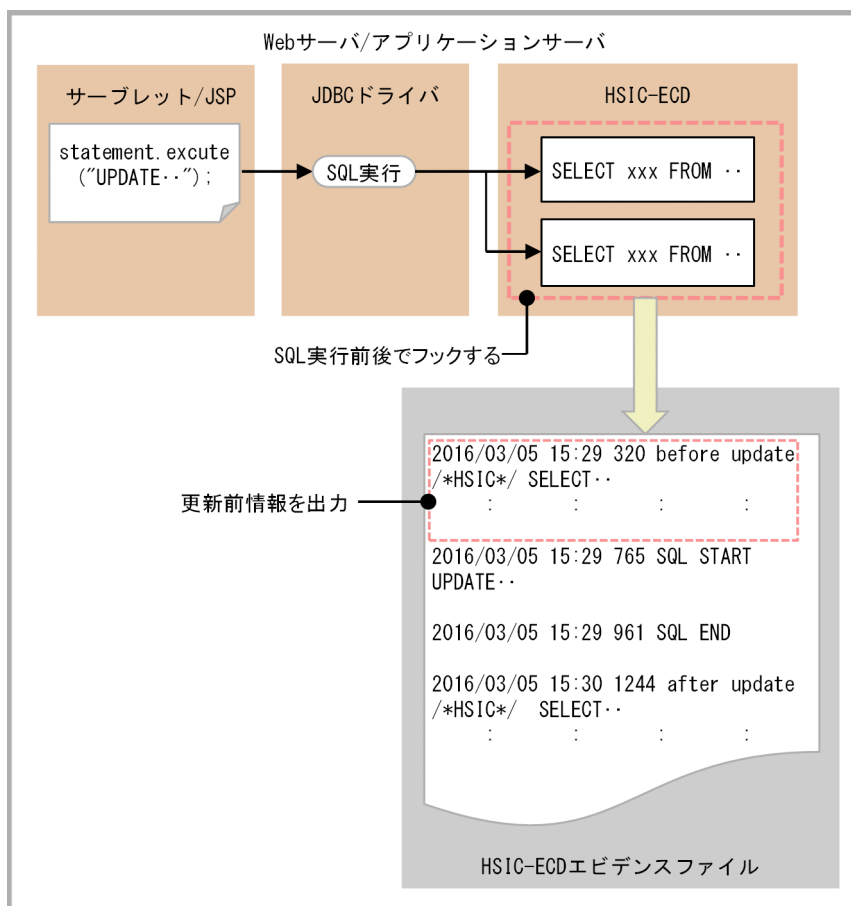 Webサーバ/アプリケーションサーバ
サーブレット/JSP
JDBCドライバ
HSIC-ECD
statement.excute
("UPDATE‥");
SQL実行
SELECT xxx FROM ‥
SELECT xxx FROM ‥
SQL実行前後でフックする
2016/03/05 15:29 320 before update
/*HSIC*/ SELECT‥
: : : :
更新前情報を出力
2016/03/05 15:29 765 SQL START
UPDATE‥
2016/03/05 15:29 961 SQL END
2016/03/05 15:30 1244 after update
/*HSIC*/ SELECT‥
: : : :
HSIC-ECDエビデンスファイル